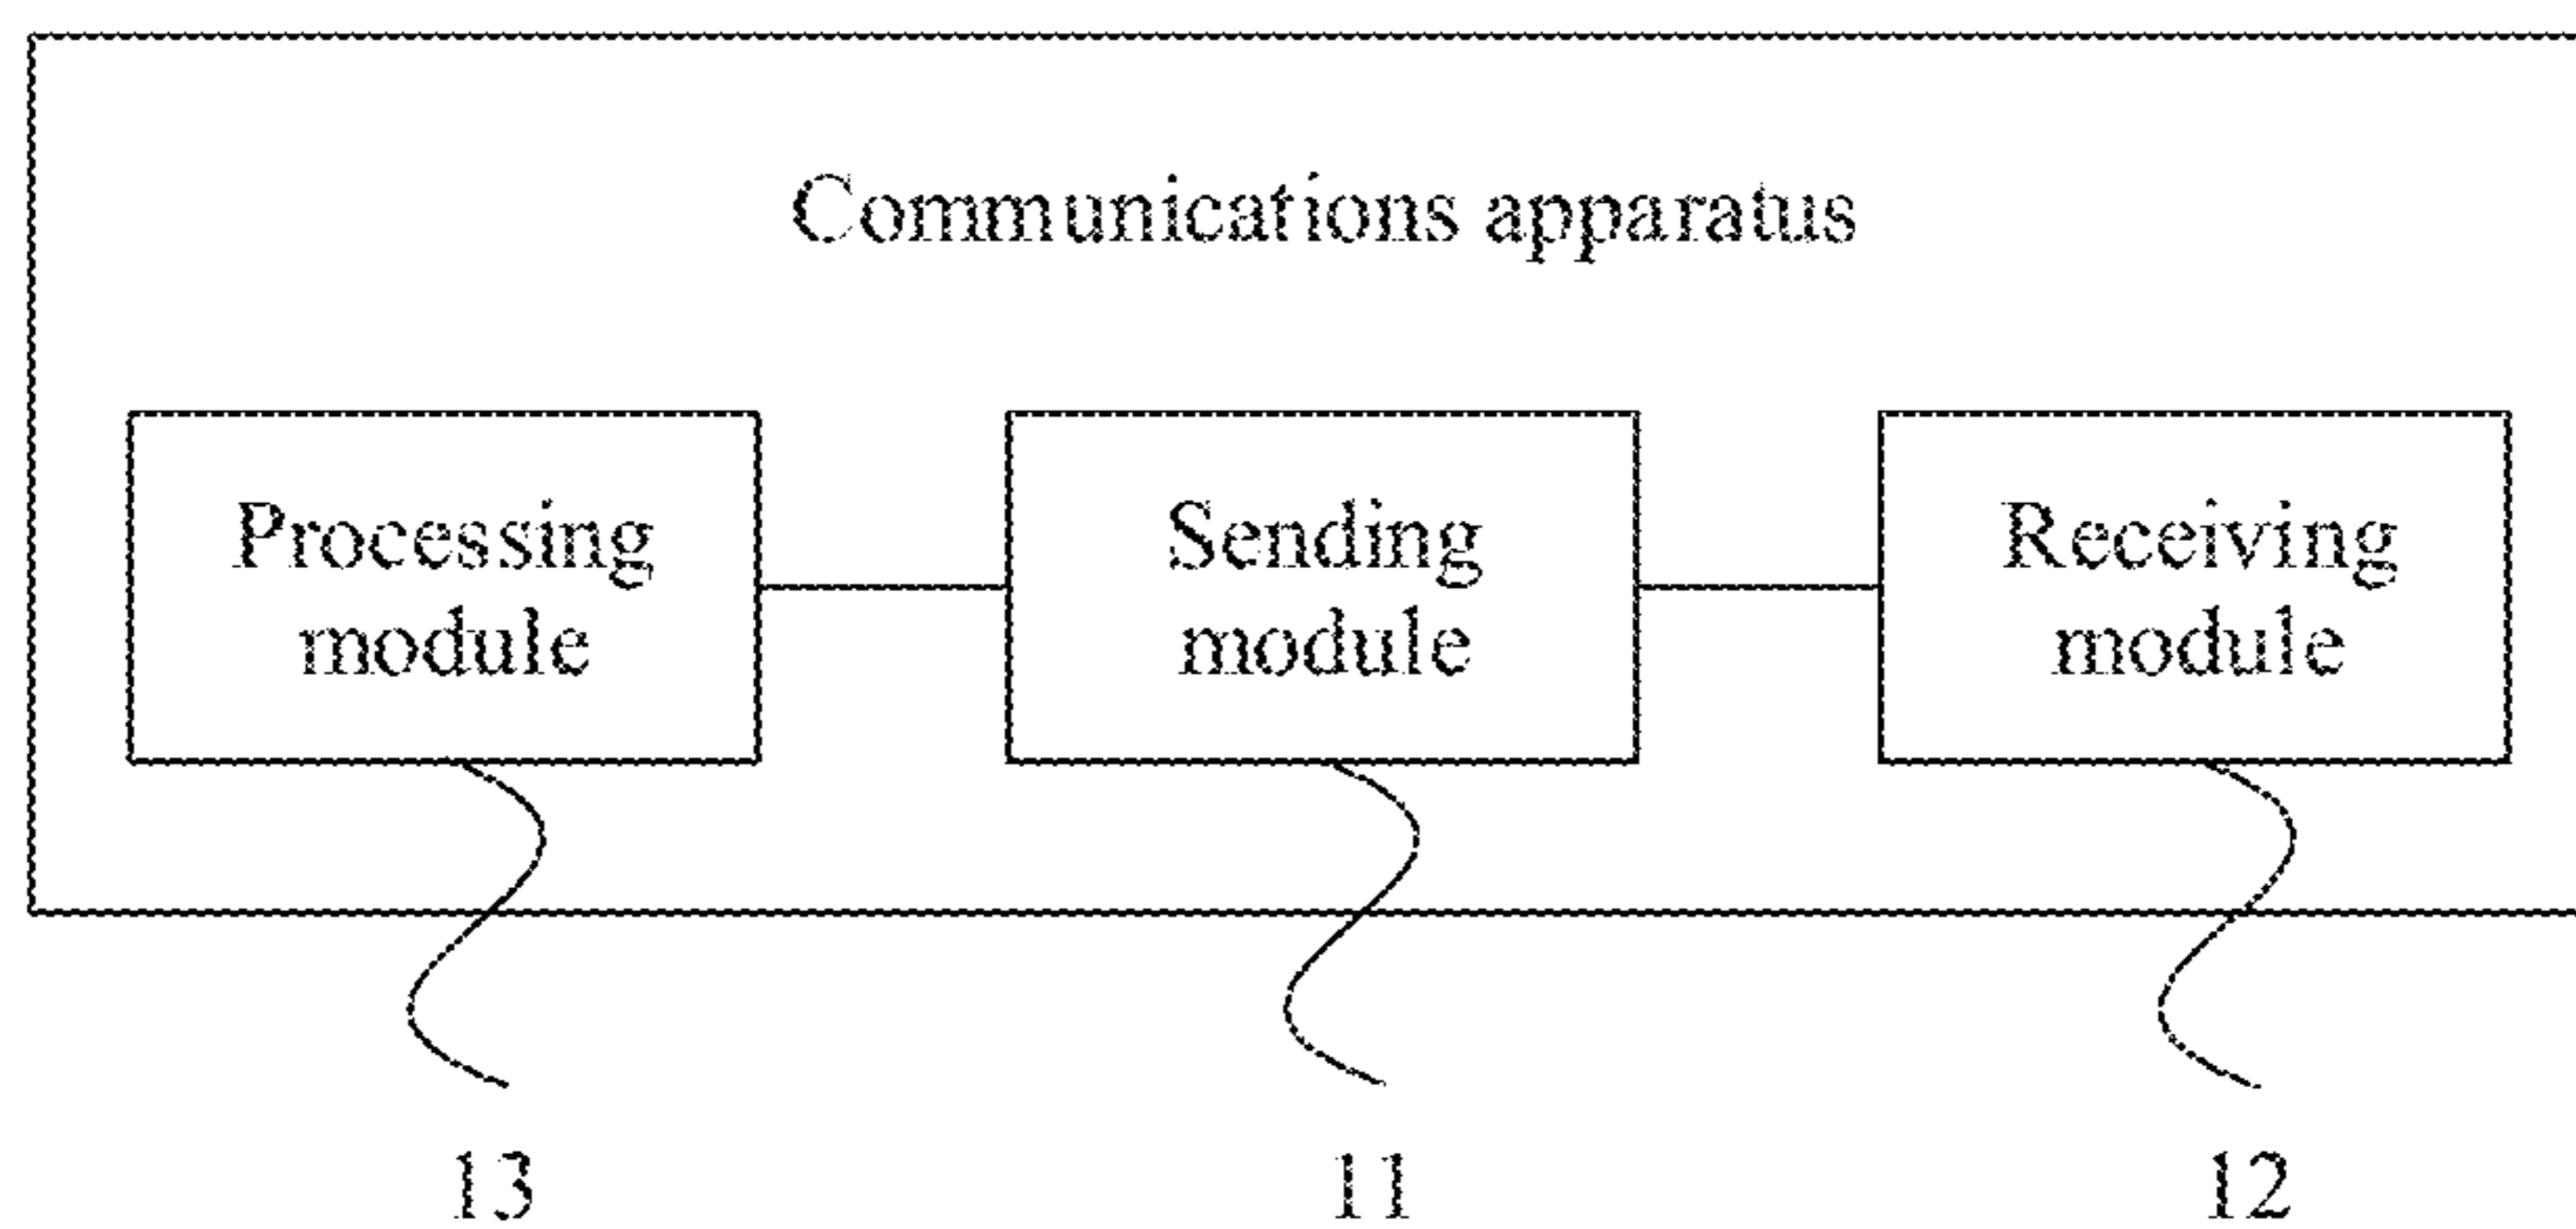 Communications apparatus
Processing
module
Sending
module
Receiving
module
13
11
12